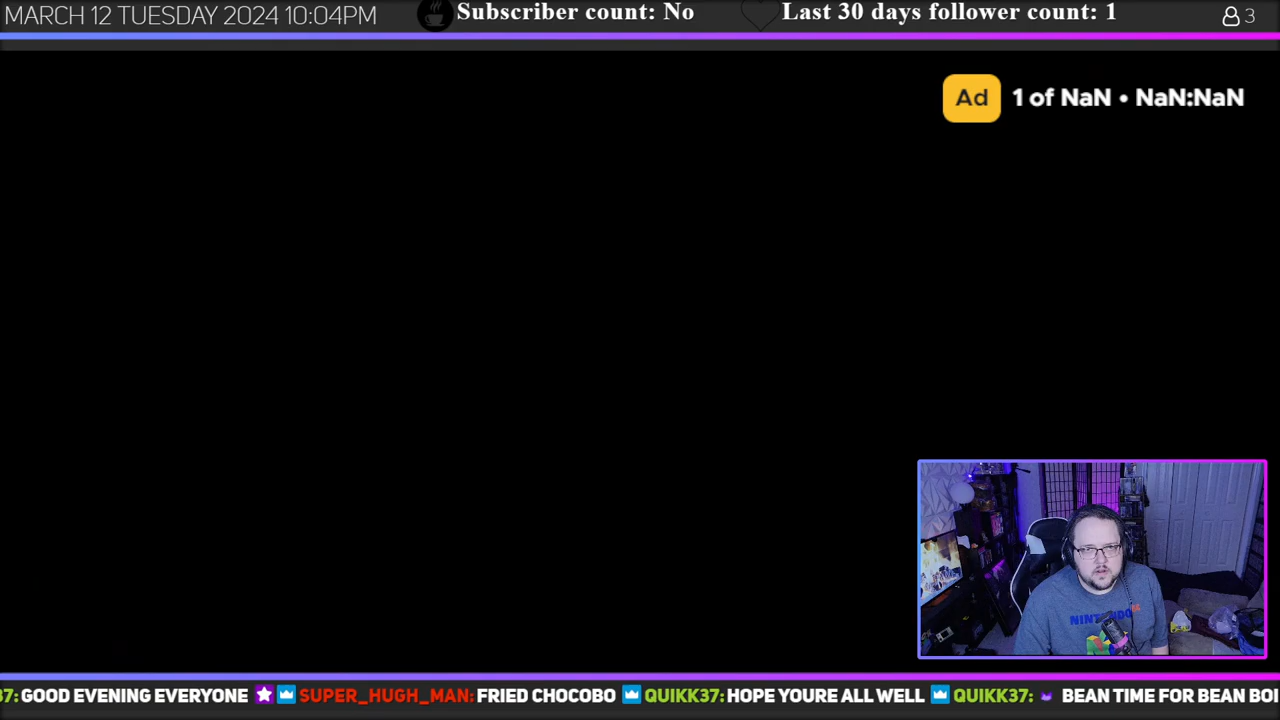 MARCH 12 TUESDAY 2024 10:04PM Subscriber count: No Last 30 days follower count: 1 3
Ad 1 of NaN • NaN:NaN
NINTENDO
37: GOOD EVENING EVERYONE SUPER_HUGH_MAN: FRIED CHOCOBO QUIKK37: HOPE YOURE ALL WELL QUIKK37: BEAN TIME FOR BEAN BOI